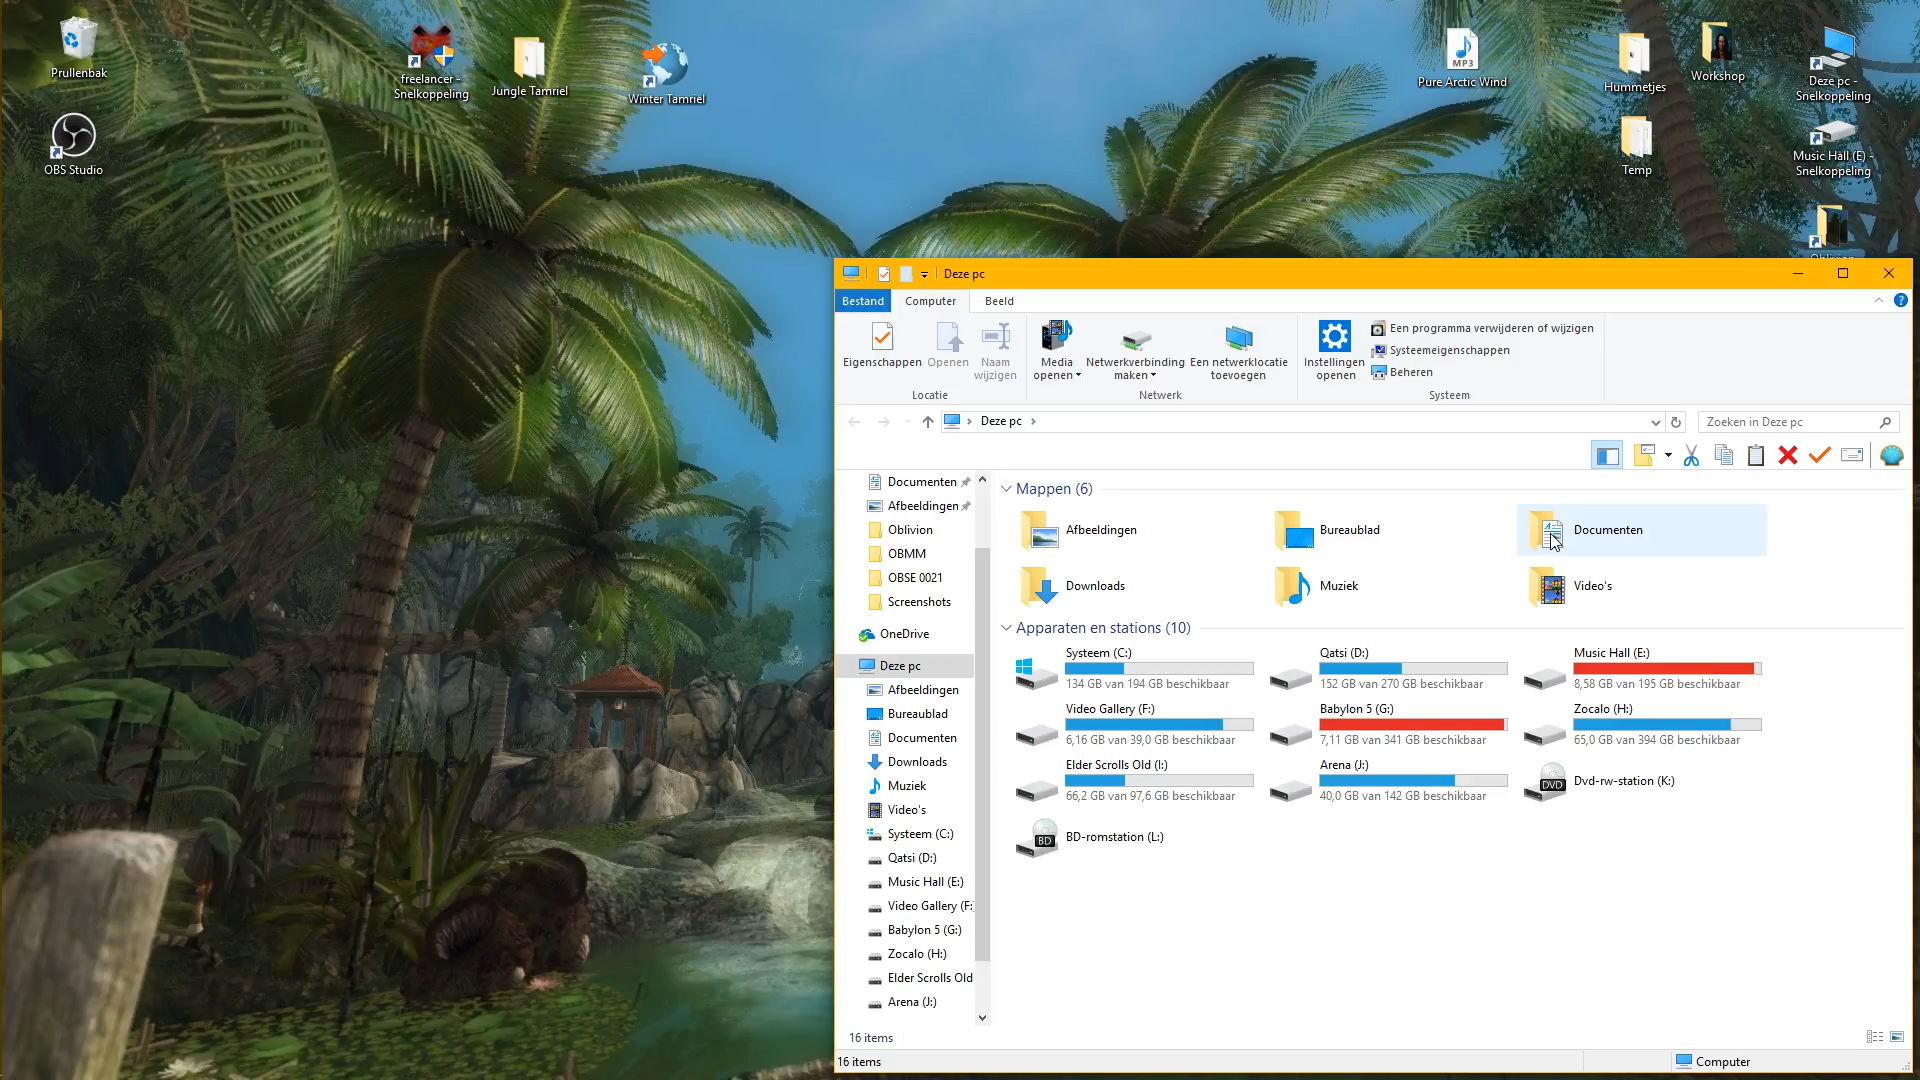 Prullenbak
OBS Studio
freelancer -
Snelkoppeling
Jungle Tamriel
Winter Tamriel
MP3
Pure Arctic Wind
Hummetjes
Temp
Workshop
Deze pc -
Snelkoppeling
Music Hall (E) -
Snelkoppeling
Deze pc
Bestand
Computer
Beeld
Eigenschappen
Openen
Naam
wijzigen
Locatie
Media
openen
Netwerkverbinding
maken
Een netwerklocatie
toevoegen
Netwerk
Instellingen
openen
Een programma verwijderen of wijzigen
Systeemeigenschappen
Beheren
Systeem
Deze pc
Zoeken in Deze pc
Documenten
Afbeeldingen
Oblivion
OBMM
OBSE 0021
Screenshots
OneDrive
Deze pc
Afbeeldingen
Bureaublad
Documenten
Downloads
Muziek
Video's
Systeem (C:)
Qatsi (D:)
Music Hall (E:)
Video Gallery (F:
Babylon 5 (G:)
Zocalo (H:)
Elder Scrolls Old
Arena (J:)
Mappen (6)
Afbeeldingen
Bureaublad
Documenten
Downloads
Muziek
Video's
Apparaten en stations (10)
Systeem (C:)
134 GB van 194 GB beschikbaar
Qatsi (D:)
152 GB van 270 GB beschikbaar
Music Hall (E:)
8,58 GB van 195 GB beschikbaar
Video Gallery (F:)
6,16 GB van 39,0 GB beschikbaar
Babylon 5 (G:)
7,11 GB van 341 GB beschikbaar
Zocalo (H:)
65,0 GB van 394 GB beschikbaar
Elder Scrolls Old (I:)
66,2 GB van 97,6 GB beschikbaar
Arena (J:)
40,0 GB van 142 GB beschikbaar
DVD
Dvd-rw-station (K:)
BD
BD-romstation (L:)
16 items
16 items
Computer